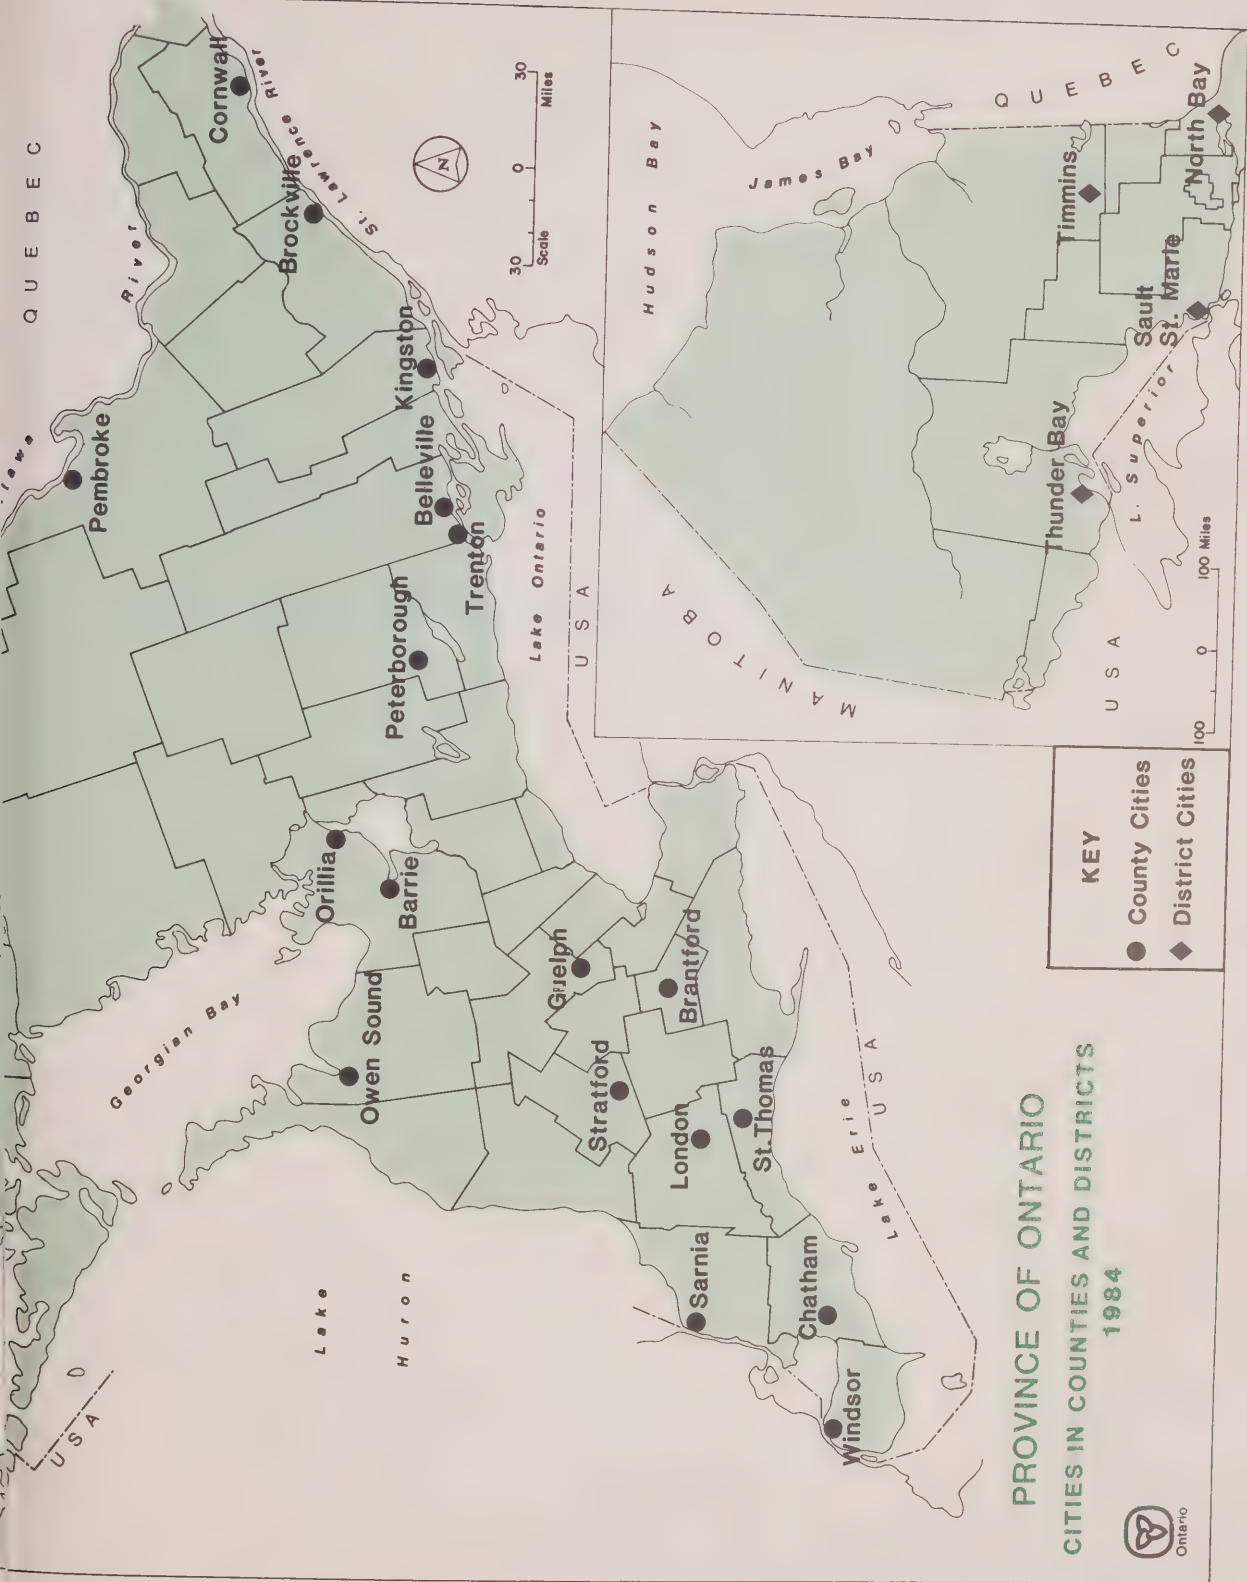 QUEBEC
River
Pembroke
Cornwall
Brockville
St. Lawrence River
Kingston
Belleville
Trenton
Peterborough
Orillia
Barrie
Georgian Bay
Owen Sound
Guelph
Brantford
Stratford
London
St. Thomas
Sarnia
Chatham
Windsor
Lake
Huron
USA
Lake Ontario
USA
Lake Erie
USA
N
30 0 30
Scale Miles
Hudson Bay
James Bay
QUEBEC
MANITOBA
Timmins
North Bay
Sault
St. Marie
Thunder Bay
L. Superior
USA
100 0 100 Miles
KEY
County Cities
District Cities
PROVINCE OF ONTARIO
CITIES IN COUNTIES AND DISTRICTS
1984
Ontario